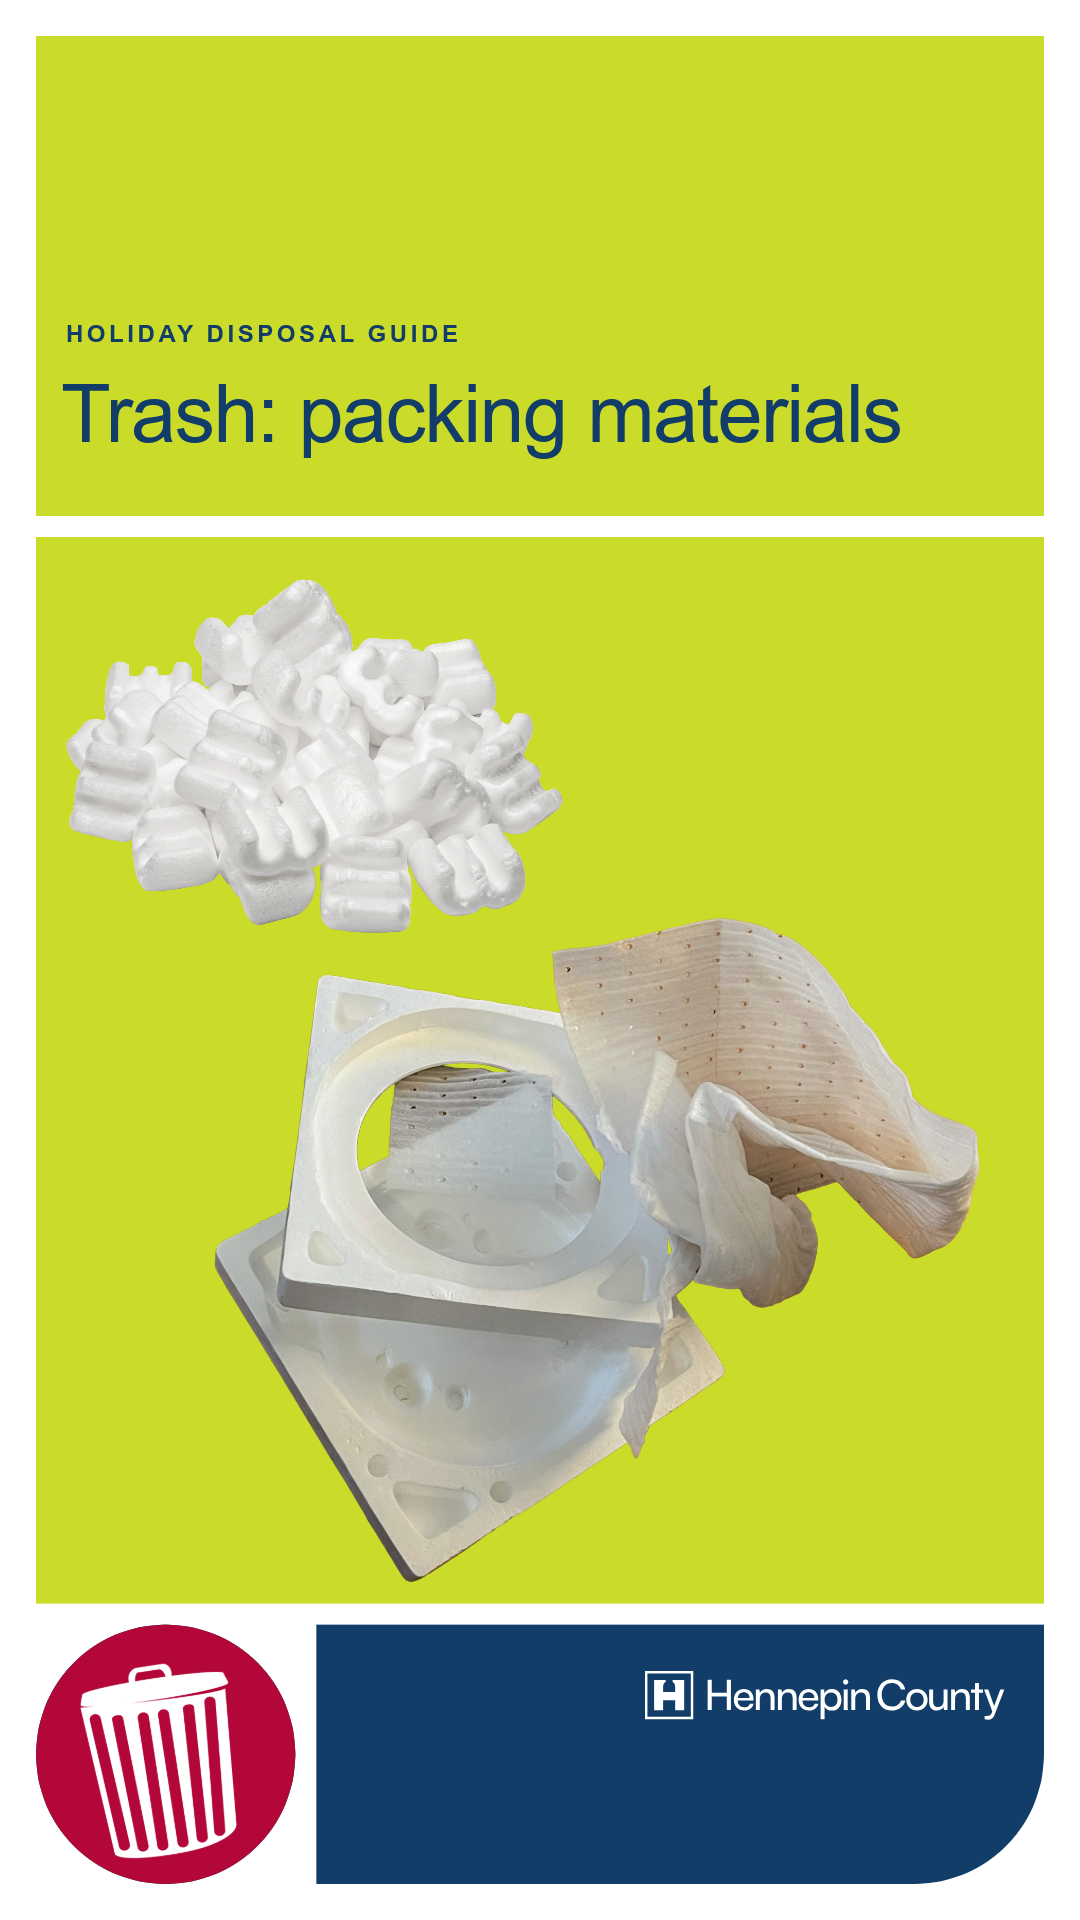 HOLIDAY DISPOSAL GUIDE
Trash: packing materials
Hennepin County